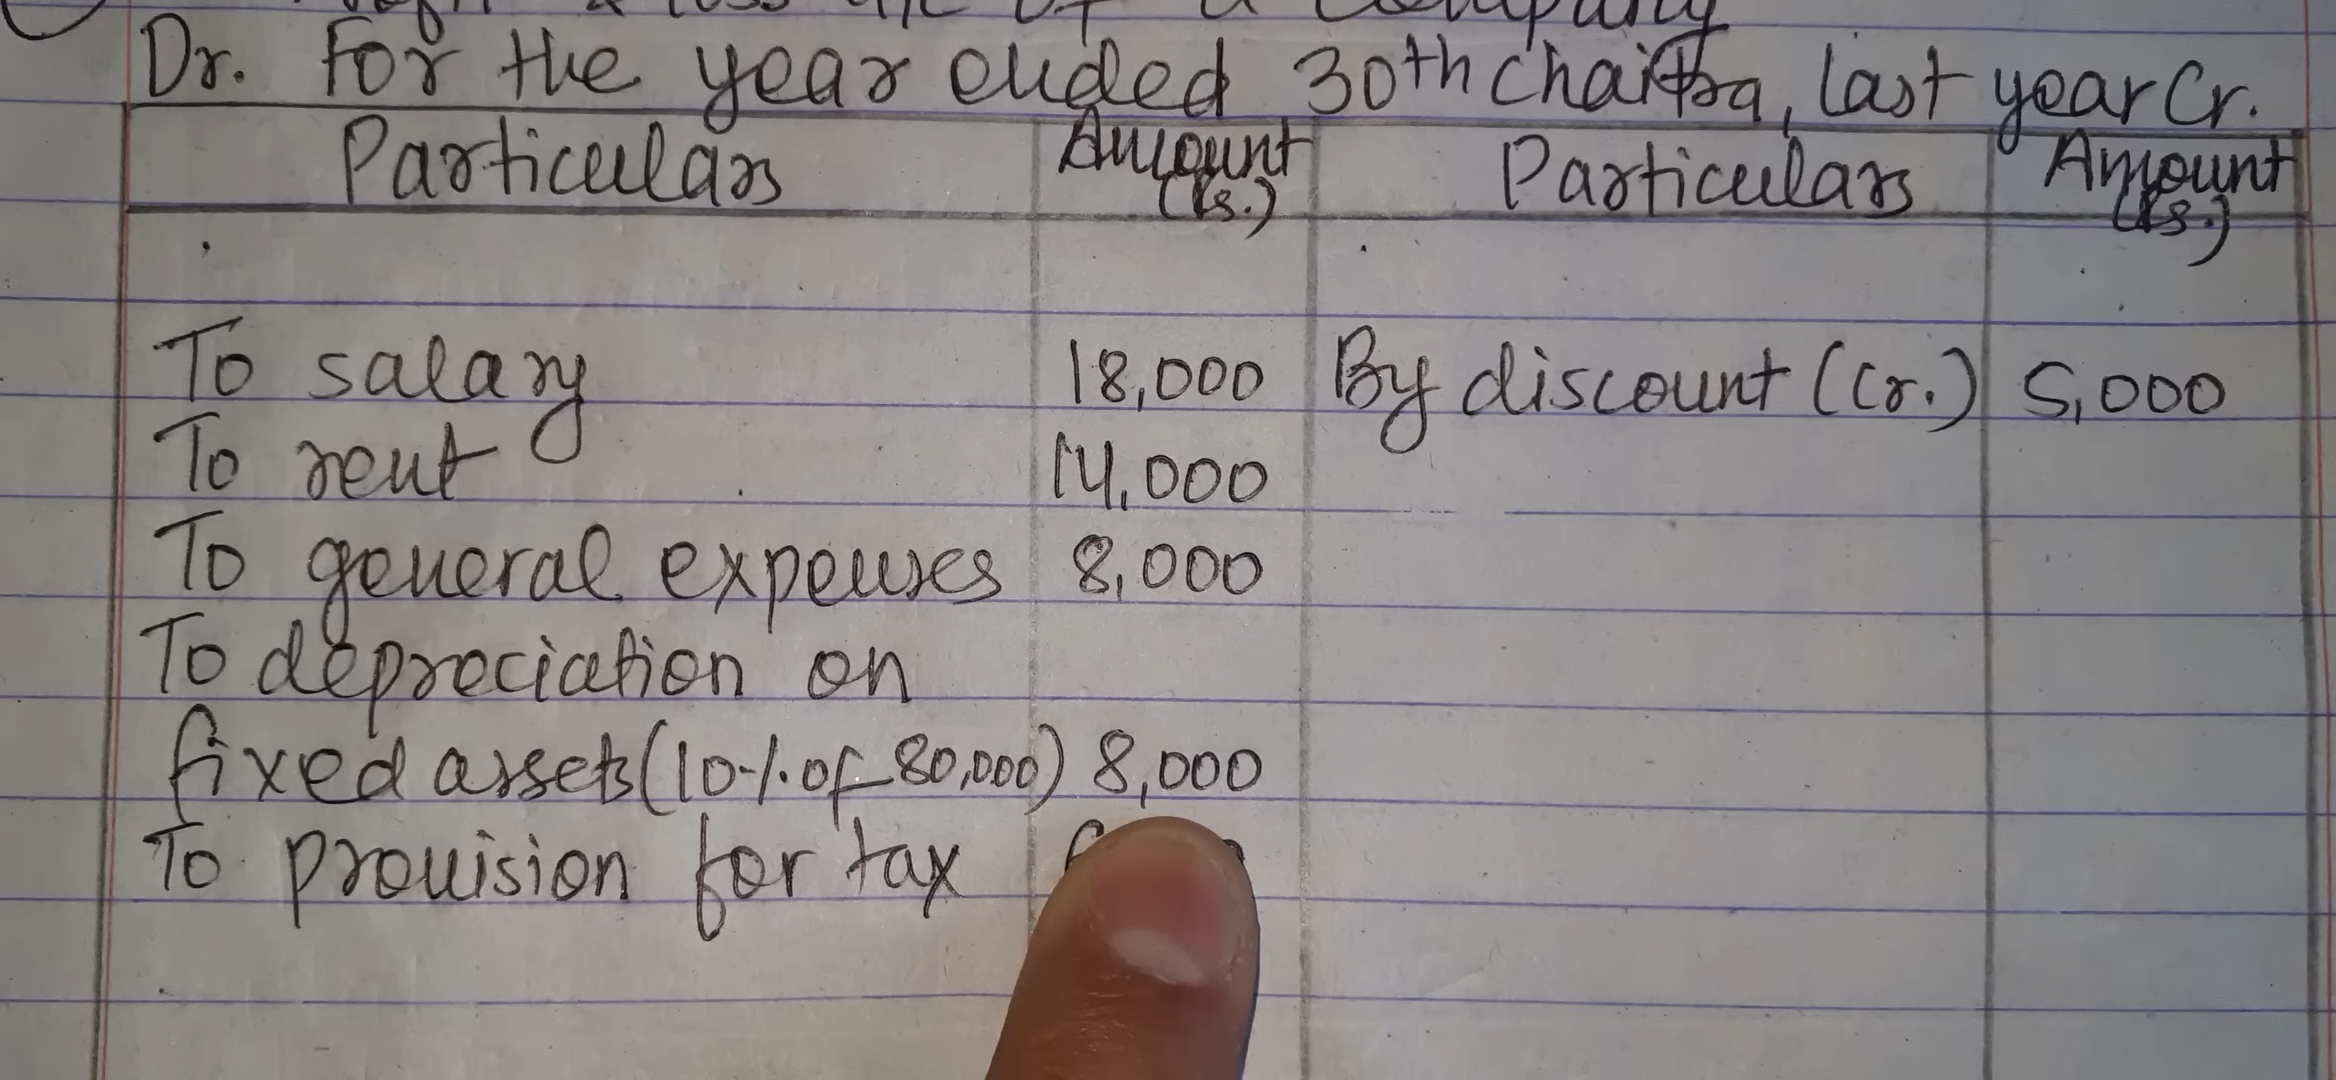 Dr. For the year ended 30th chaitra, last year Cr.
Particulars Amount (Rs.) Particulars Amount (Rs.)
To salary 18,000 By discount (Cr.) 5,000
To rent 14,000
To general expenses 8,000
To depreciation on
fixed assets (10% of 80,000) 8,000
To provision for tax